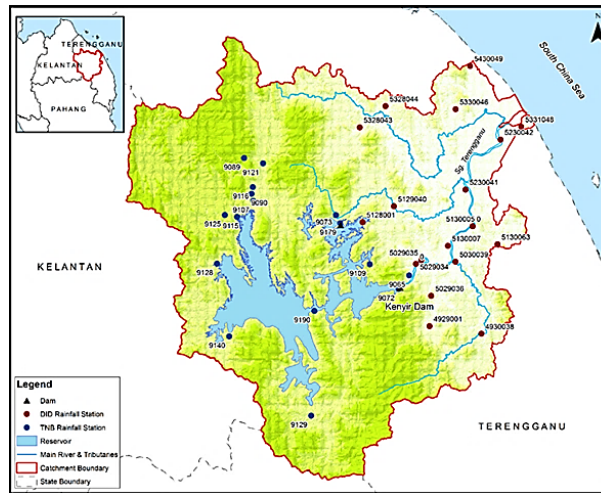 TERENGGANU
KELANTAN
PAHANG
N
South China Sea
5430049
5328044
5330046
5328043
5331048
5230042
Sg. Terengganu
9089
9121
5230041
9116
9090
9107
5129040
9125
9115
9073
5128001
9179
5130005 0
5130063
5130007
KELANTAN
9128
9109
5029035
5029034
5030039
9065
9072
5029036
Kenyir Dam
9190
4929001
4930038
9140
9129
TERENGGANU
Legend
Dam
DID Rainfall Station
TNB Rainfall Station
Reservoir
Main River & Tributaries
Catchment Boundary
State Boundary